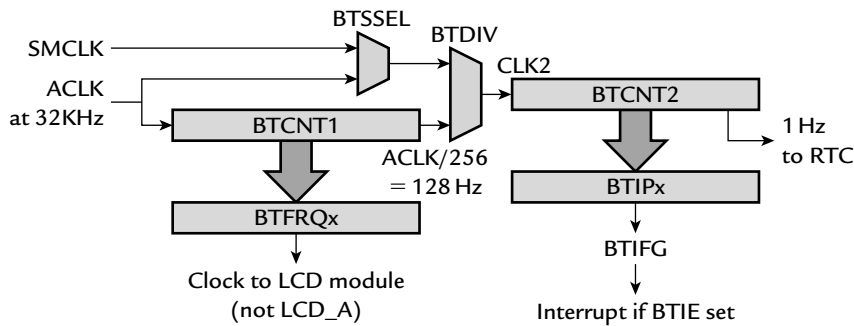 BTSSEL
BTDIV
SMCLK
CLK2
ACLK
at 32KHz
BTCNT1
BTCNT2
ACLK/256
= 128 Hz
1 Hz
to RTC
BTFRQx
BTIPx
BTIFG
Clock to LCD module
(not LCD_A)
Interrupt if BTIE set